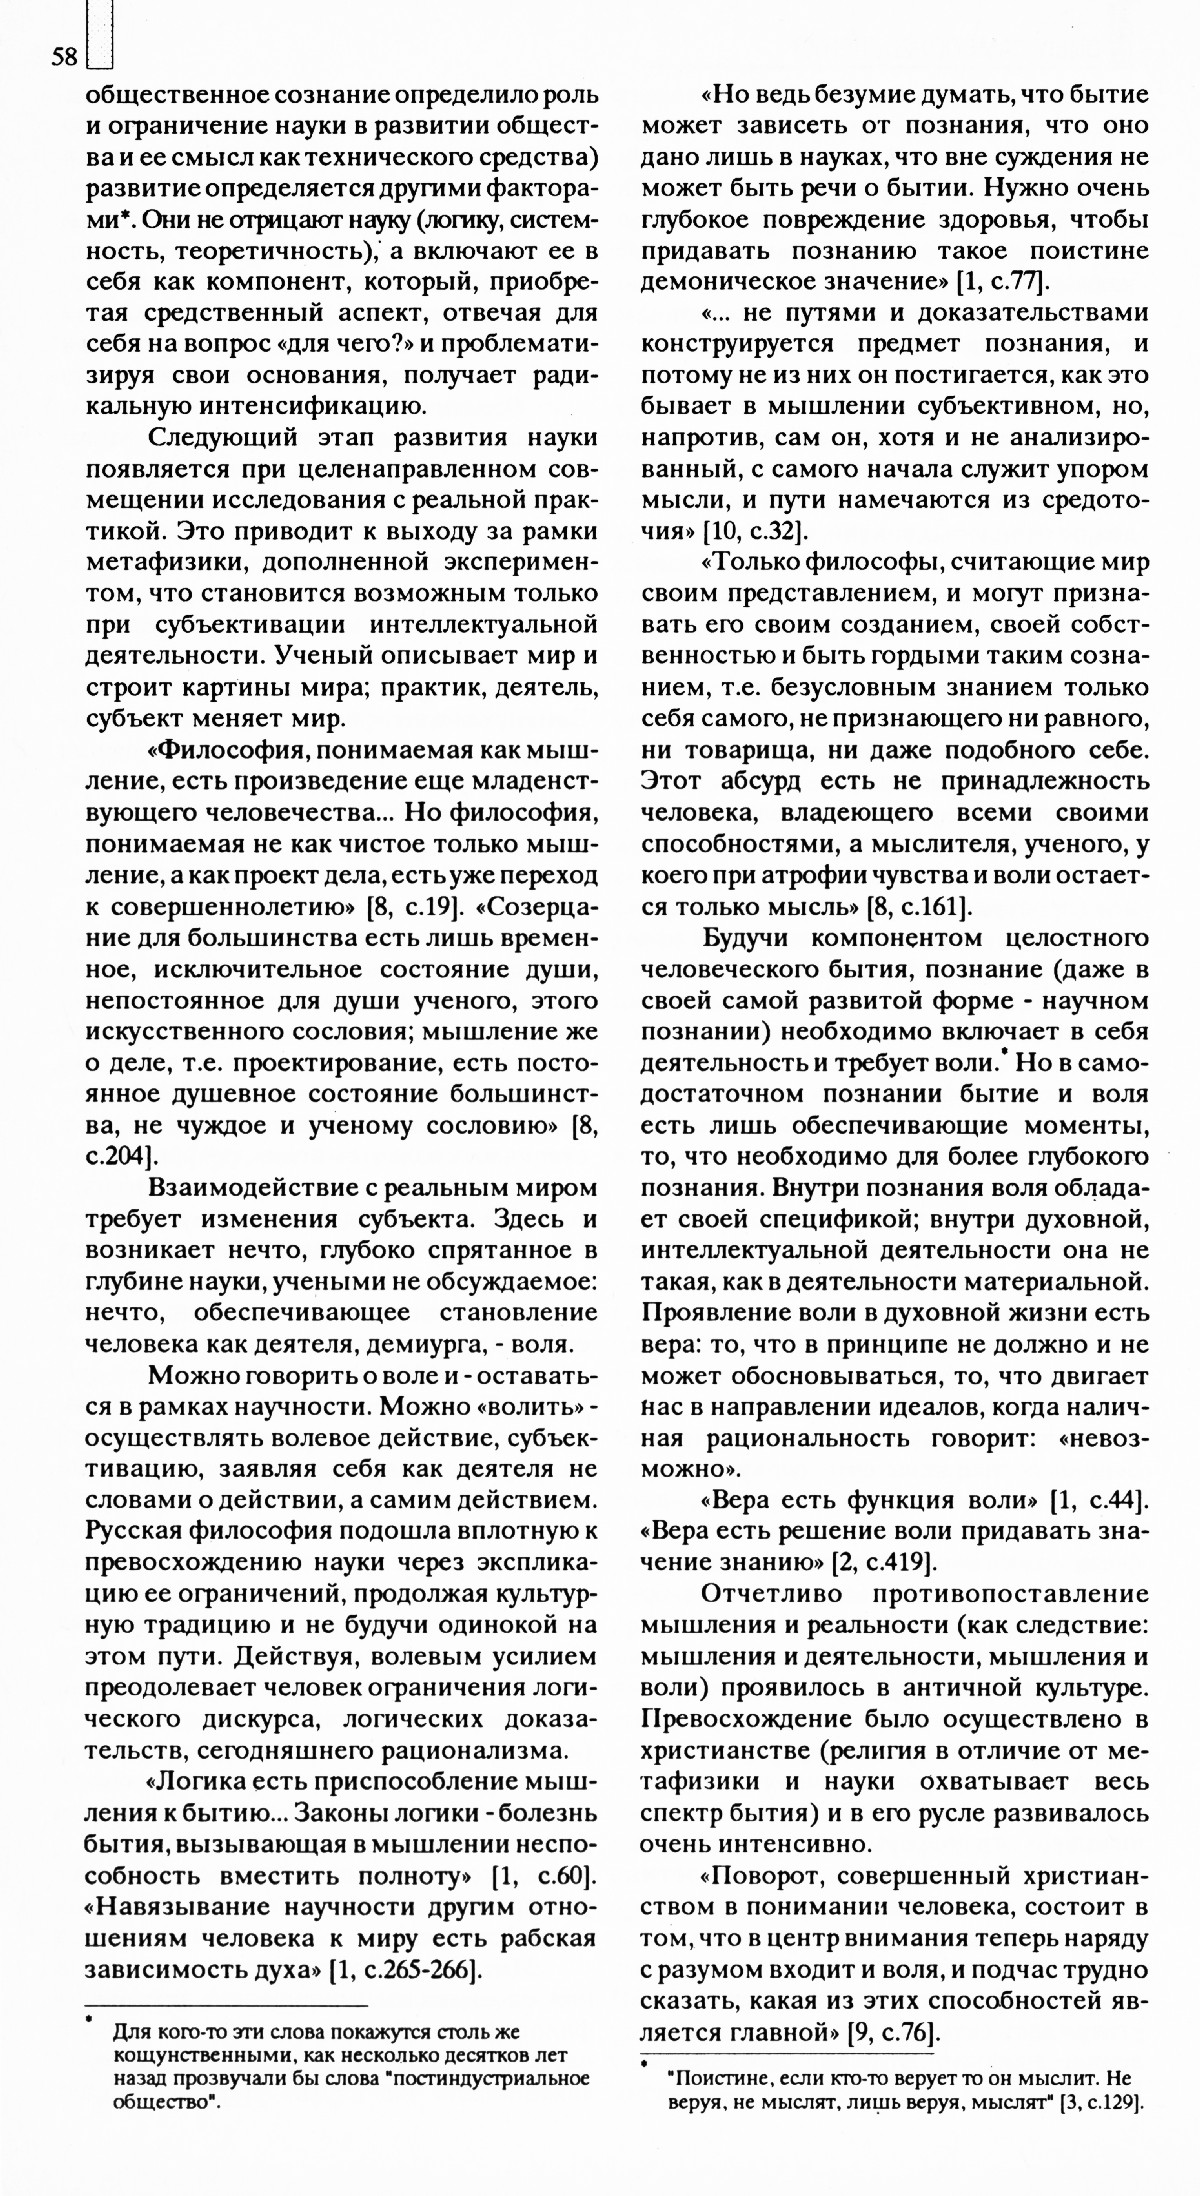 58
общественное сознание определило роль
и ограничение науки в развитии общест-
ва и ее смысл как технического средства)
развитие определяется другими фактора-
ми*. Они не отрицают науку (логику, систем-
ность, теоретичность), а включают ее в
себя как компонент, который, приобре-
тая средственный аспект, отвечая для
себя на вопрос «для чего?» и проблемати-
зируя свои основания, получает ради-
кальную интенсификацию.
Следующий этап развития науки
появляется при целенаправленном сов-
мещении исследования с реальной прак-
тикой. Это приводит к выходу за рамки
метафизики, дополненной эксперимен-
том, что становится возможным только
при субъективации интеллектуальной
деятельности. Ученый описывает мир и
строит картины мира; практик, деятель,
субъект меняет мир.
«Философия, понимаемая как мыш-
ление, есть произведение еще младенст-
вующего человечества... Но философия,
понимаемая не как чистое только мыш-
ление, а как проект дела, есть уже переход
к совершеннолетию» [8, с.19]. «Созерца-
ние для большинства есть лишь времен-
ное, исключительное состояние души,
непостоянное для души ученого, этого
искусственного сословия; мышление же
о деле, т.е. проектирование, есть посто-
янное душевное состояние большинст-
ва, не чуждое и ученому сословию» [8,
с.204].
Взаимодействие с реальным миром
требует изменения субъекта. Здесь и
возникает нечто, глубоко спрятанное в
глубине науки, учеными не обсуждаемое:
нечто, обеспечивающее становление
человека как деятеля, демиурга, - воля.
Можно говорить о воле и - оставать-
ся в рамках научности. Можно «волить» -
осуществлять волевое действие, субъек-
тивацию, заявляя себя как деятеля не
словами о действии, а самим действием.
Русская философия подошла вплотную к
превосхождению науки через эксплика-
цию ее ограничений, продолжая культур-
ную традицию и не будучи одинокой на
этом пути. Действуя, волевым усилием
преодолевает человек ограничения логи-
ческого дискурса, логических доказа-
тельств, сегодняшнего рационализма.
«Логика есть приспособление мыш-
ления к бытию... Законы логики - болезнь
бытия, вызывающая в мышлении неспо-
собность вместить полноту» [1, с.60].
«Навязывание научности другим отно-
шениям человека к миру есть рабская
зависимость духа» [1, с.265-266].
* Для кого-то эти слова покажутся столь же
кощунственными, как несколько десятков лет
назад прозвучали бы слова "постиндустриальное
общество".
«Но ведь безумие думать, что бытие
может зависеть от познания, что оно
дано лишь в науках, что вне суждения не
может быть речи о бытии. Нужно очень
глубокое повреждение здоровья, чтобы
придавать познанию такое поистине
демоническое значение» [1, с.77].
«... не путями и доказательствами
конструируется предмет познания, и
потому не из них он постигается, как это
бывает в мышлении субъективном, но,
напротив, сам он, хотя и не анализиро-
ванный, с самого начала служит упором
мысли, и пути намечаются из средото-
чия» [10, с.32].
«Только философы, считающие мир
своим представлением, и могут призна-
вать его своим созданием, своей собст-
венностью и быть гордыми таким созна-
нием, т.е. безусловным знанием только
себя самого, не признающего ни равного,
ни товарища, ни даже подобного себе.
Этот абсурд есть не принадлежность
человека, владеющего всеми своими
способностями, а мыслителя, ученого, у
коего при атрофии чувства и воли остает-
ся только мысль» [8, с.161].
Будучи компонентом целостного
человеческого бытия, познание (даже в
своей самой развитой форме - научном
познании) необходимо включает в себя
деятельность и требует воли.* Но в само-
достаточном познании бытие и воля
есть лишь обеспечивающие моменты,
то, что необходимо для более глубокого
познания. Внутри познания воля облада-
ет своей спецификой; внутри духовной,
интеллектуальной деятельности она не
такая, как в деятельности материальной.
Проявление воли в духовной жизни есть
вера: то, что в принципе не должно и не
может обосновываться, то, что двигает
нас в направлении идеалов, когда налич-
ная рациональность говорит: «невоз-
можно».
«Вера есть функция воли» [1, с.44].
«Вера есть решение воли придавать зна-
чение знанию» [2, с.419].
Отчетливо противопоставление
мышления и реальности (как следствие:
мышления и деятельности, мышления и
воли) проявилось в античной культуре.
Превосхождение было осуществлено в
христианстве (религия в отличие от ме-
тафизики и науки охватывает весь
спектр бытия) и в его русле развивалось
очень интенсивно.
«Поворот, совершенный христиан-
ством в понимании человека, состоит в
том, что в центр внимания теперь наряду
с разумом входит и воля, и подчас трудно
сказать, какая из этих способностей яв-
ляется главной» [9, с.76].
* "Поистине, если кто-то верует то он мыслит. Не
веруя, не мыслят, лишь веруя, мыслят" [3, с.129].